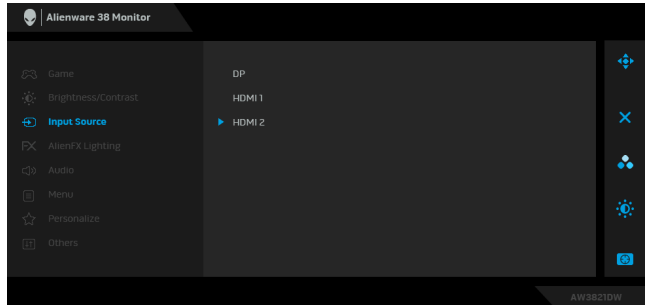 Alienware 38 Monitor
Game
DP
Brightness/Contrast
HDMI 1
Input Source
HDMI 2
AlienFX Lighting
Audio
Menu
Personalize
Others
AW3821DW